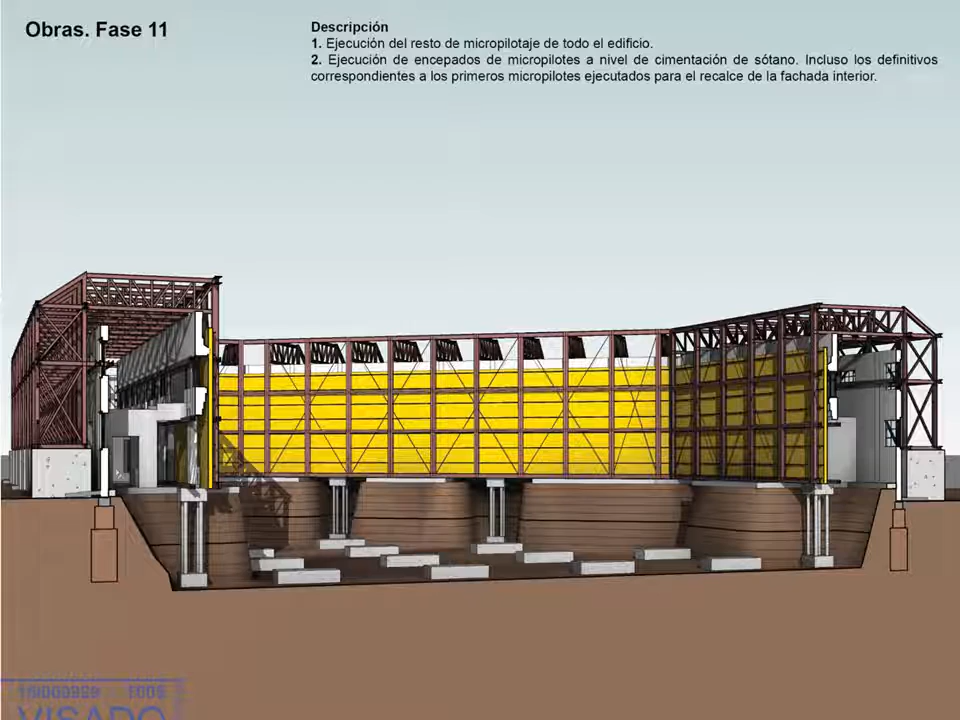 Obras. Fase 11
Descripción
1. Ejecución del resto de micropilotaje de todo el edificio.
2. Ejecución de encepados de micropilotes a nivel de cimentación de sótano. Incluso los definitivos
correspondientes a los primeros micropilotes ejecutados para el recalce de la fachada interior.
VISADO